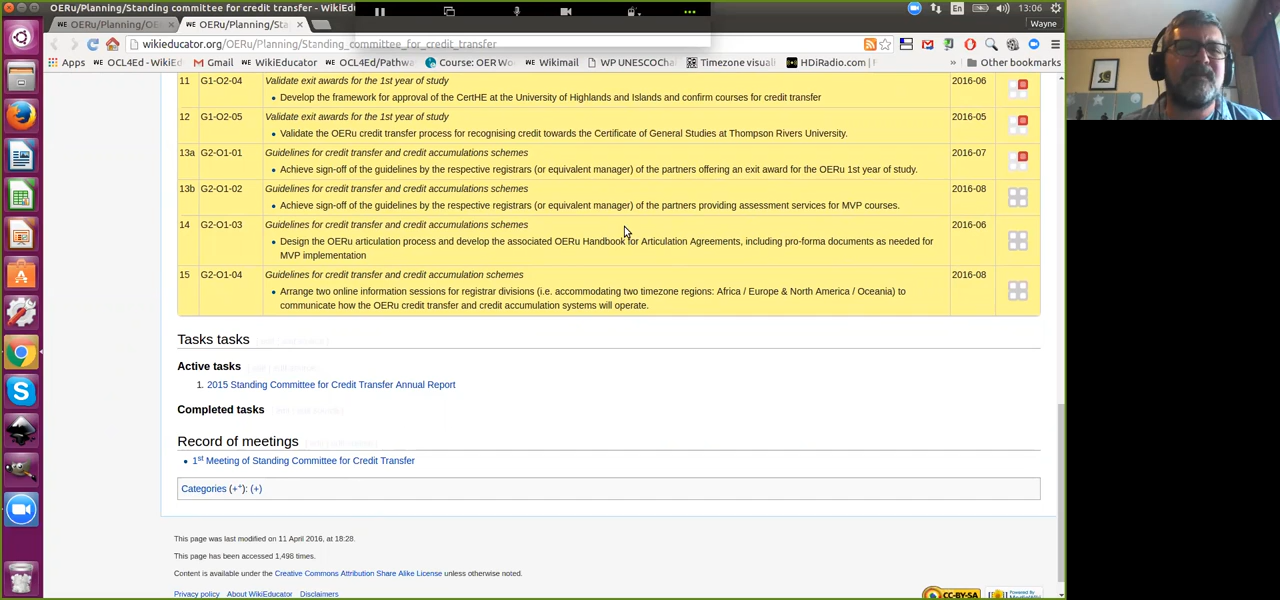 OERu/Planning/Standing committee for credit transfer - WikiEd
En
13:06
OERu/Planning/OE
OERu/Planning/Sta
Wayne
wikieducator.org/OERu/Planning/Standing_committee_for_credit_transfer
Apps WE OCL4Ed - WikiEd Gmail WE WikiEducator WE OCL4Ed/Pathw Course: OER Wo WE Wikimail WP UNESCOCha Timezone visuali HDiRadio.com | » Other bookmarks
11 G1-O2-04 Validate exit awards for the 1st year of study 2016-06
• Develop the framework for approval of the CertHE at the University of Highlands and Islands and confirm courses for credit transfer
12 G1-O2-05 Validate exit awards for the 1st year of study 2016-05
• Validate the OERu credit transfer process for recognising credit towards the Certificate of General Studies at Thompson Rivers University.
13a G2-O1-01 Guidelines for credit transfer and credit accumulations schemes 2016-07
• Achieve sign-off of the guidelines by the respective registrars (or equivalent manager) of the partners offering an exit award for the OERu 1st year of study.
13b G2-O1-02 Guidelines for credit transfer and credit accumulations schemes 2016-08
• Achieve sign-off of the guidelines by the respective registrars (or equivalent manager) of the partners providing assessment services for MVP courses.
14 G2-O1-03 Guidelines for credit transfer and credit accumulations schemes 2016-06
• Design the OERu articulation process and develop the associated OERu Handbook for Articulation Agreements, including pro-forma documents as needed for
MVP implementation
15 G2-O1-04 Guidelines for credit transfer and credit accumulation schemes 2016-08
• Arrange two online information sessions for registrar divisions (i.e. accommodating two timezone regions: Africa / Europe & North America / Oceania) to
communicate how the OERu credit transfer and credit accumulation systems will operate.
Tasks tasks
Active tasks
1. 2015 Standing Committee for Credit Transfer Annual Report
Completed tasks
Record of meetings
• 1st Meeting of Standing Committee for Credit Transfer
Categories (+⁺): (+)
This page was last modified on 11 April 2016, at 18:28.
This page has been accessed 1,498 times.
Content is available under the Creative Commons Attribution Share Alike License unless otherwise noted.
Privacy policy About WikiEducator Disclaimers
CC-BY-SA